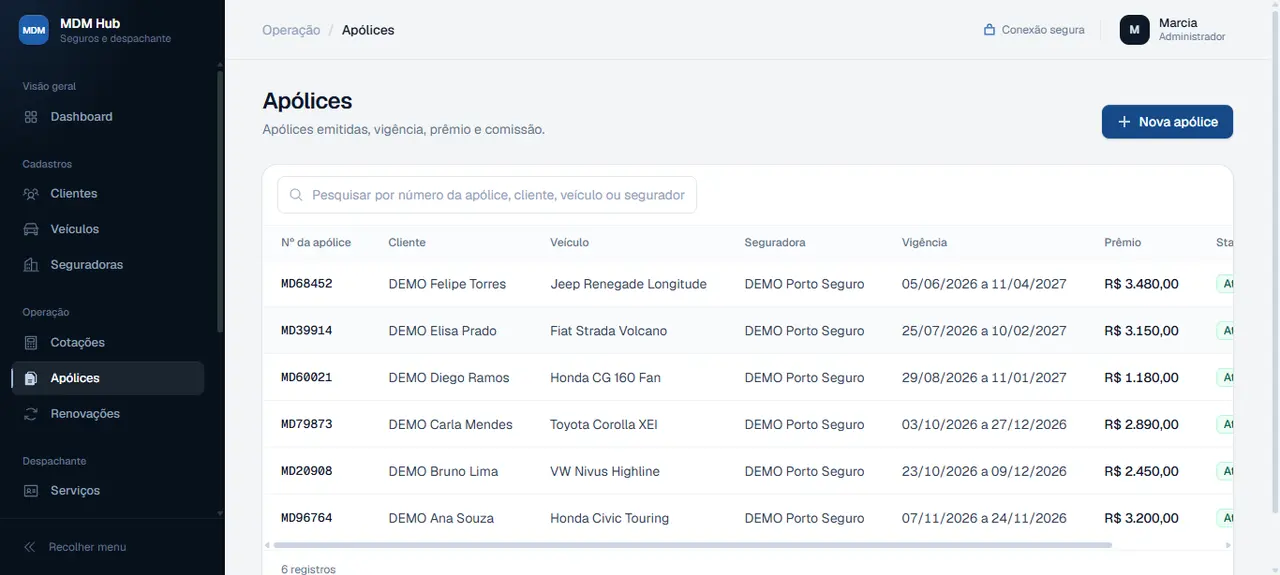 MDM
MDM Hub
Seguros e despachante
Visão geral
Dashboard
Cadastros
Clientes
Veículos
Seguradoras
Operação
Cotações
Apólices
Renovações
Despachante
Serviços
Recolher menu
Operação / Apólices
Conexão segura
M
Marcia
Administrador
Apólices
Apólices emitidas, vigência, prêmio e comissão.
+ Nova apólice
Pesquisar por número da apólice, cliente, veículo ou segurador
Nº da apólice Cliente Veículo Seguradora Vigência Prêmio Sta
MD68452 DEMO Felipe Torres Jeep Renegade Longitude DEMO Porto Seguro 05/06/2026 a 11/04/2027 R$ 3.480,00 At
MD39914 DEMO Elisa Prado Fiat Strada Volcano DEMO Porto Seguro 25/07/2026 a 10/02/2027 R$ 3.150,00 At
MD60021 DEMO Diego Ramos Honda CG 160 Fan DEMO Porto Seguro 29/08/2026 a 11/01/2027 R$ 1.180,00 At
MD79873 DEMO Carla Mendes Toyota Corolla XEI DEMO Porto Seguro 03/10/2026 a 27/12/2026 R$ 2.890,00 At
MD20908 DEMO Bruno Lima VW Nivus Highline DEMO Porto Seguro 23/10/2026 a 09/12/2026 R$ 2.450,00 At
MD96764 DEMO Ana Souza Honda Civic Touring DEMO Porto Seguro 07/11/2026 a 24/11/2026 R$ 3.200,00 At
6 registros